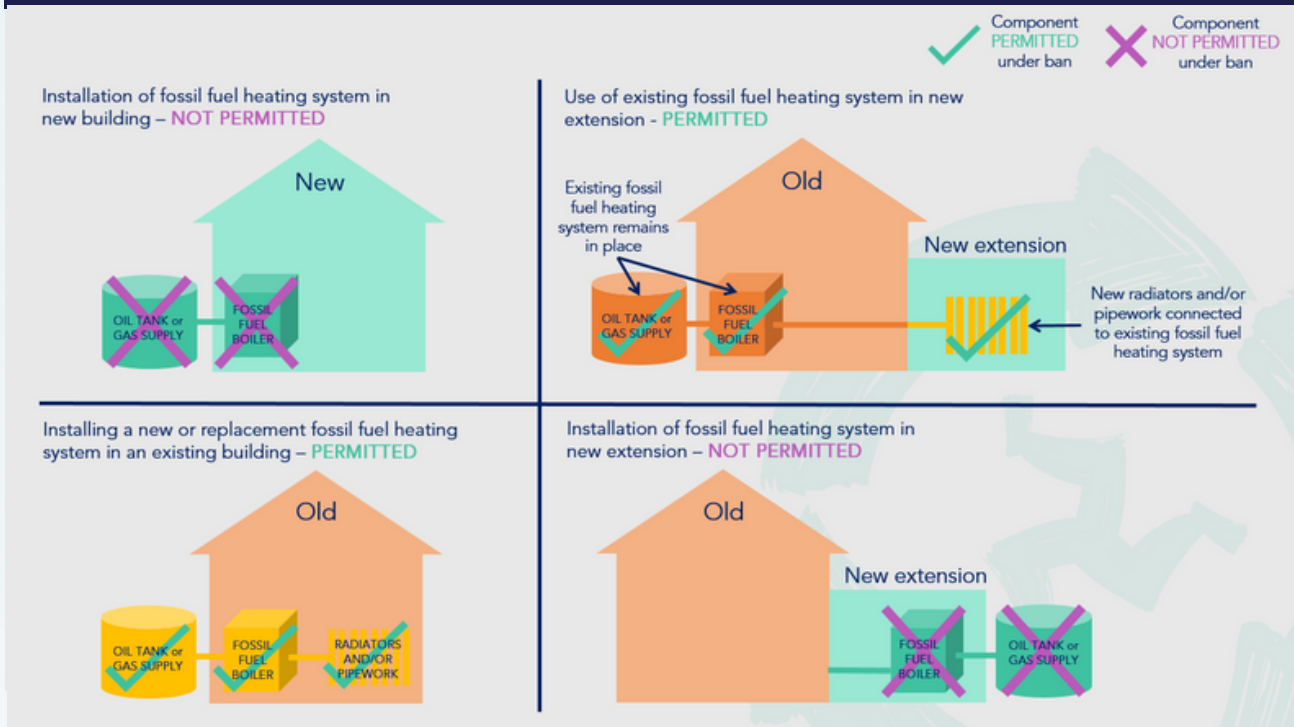 Component
PERMITTED
under ban
Component
NOT PERMITTED
under ban
Installation of fossil fuel heating system in
new building – NOT PERMITTED
New
OIL TANK or
GAS SUPPLY
FOSSIL
FUEL
BOILER
Use of existing fossil fuel heating system in new
extension - PERMITTED
Old
Existing fossil
fuel heating
system remains
in place
New extension
OIL TANK or
GAS SUPPLY
FOSSIL
FUEL
BOILER
New radiators and/or
pipework connected
to existing fossil fuel
heating system
Installing a new or replacement fossil fuel heating
system in an existing building – PERMITTED
Old
OIL TANK or
GAS SUPPLY
FOSSIL
FUEL
BOILER
RADIATORS
AND/OR
PIPEWORK
Installation of fossil fuel heating system in
new extension – NOT PERMITTED
Old
New extension
FOSSIL
FUEL
BOILER
OIL TANK or
GAS SUPPLY